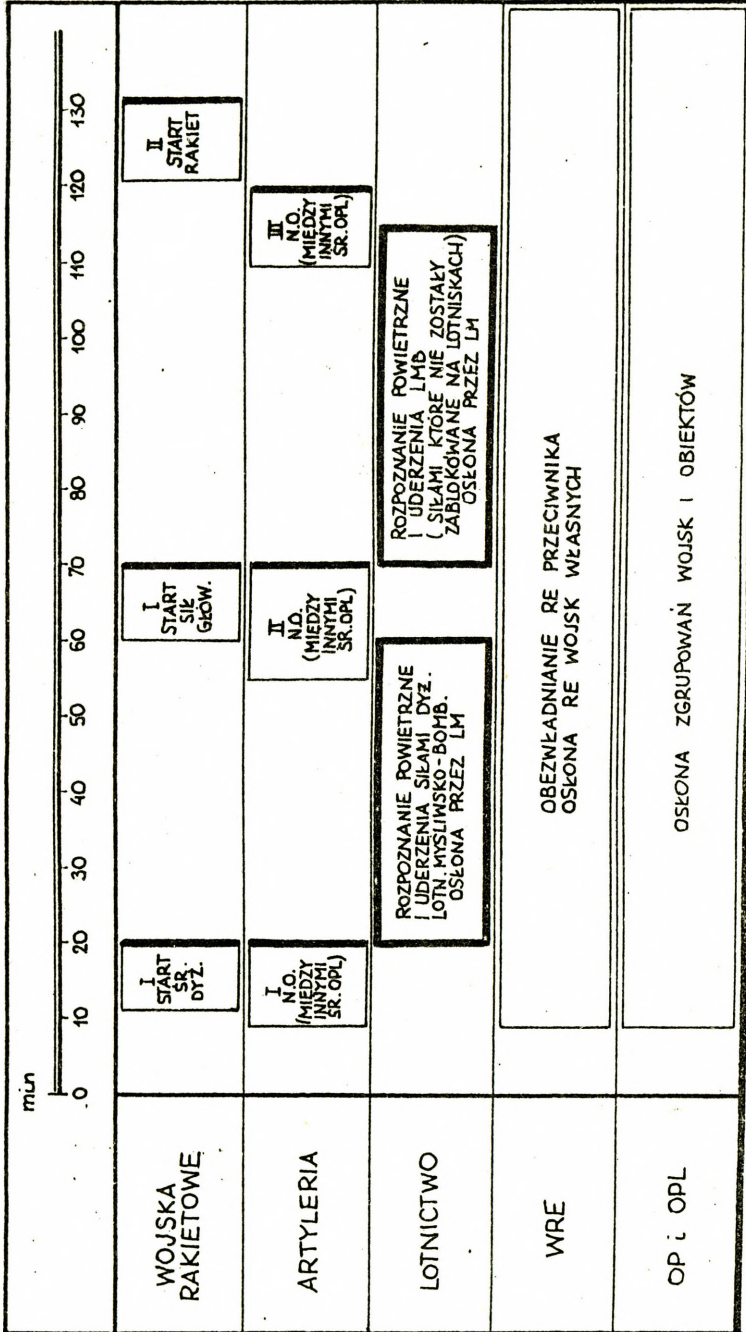 min
0
10
20
30
40
50
60
70
80
90
100
110
120
130
WOJSKA
RAKIETOWE
I
START
ŚR.
DYŻ.
I
START
SIŁ
GŁÓW.
II
START
RAKIET
ARTYLERIA
I
N.O.
(MIĘDZY
INNYMI
ŚR. OPL)
II
N.O.
(MIĘDZY
INNYMI
ŚR. OPL)
III
N.O.
(MIĘDZY
INNYMI
ŚR. OPL)
LOTNICTWO
ROZPOZNANIE POWIETRZNE
I UDERZENIA SIŁAMI DYŻ.
LOTN. MYŚLIWSKO-BOMB.
OSŁONA PRZEZ LM
ROZPOZNANIE POWIETRZNE
I UDERZENIA LMB
( SIŁAMI KTÓRE NIE ZOSTAŁY
ZABLOKOWANE NA LOTNISKACH)
OSŁONA PRZEZ LM
WRE
OBEZWŁADNIANIE RE PRZECIWNIKA
OSŁONA RE WOJSK WŁASNYCH
OP i OPL
OSŁONA ZGRUPOWAŃ WOJSK I OBIEKTÓW